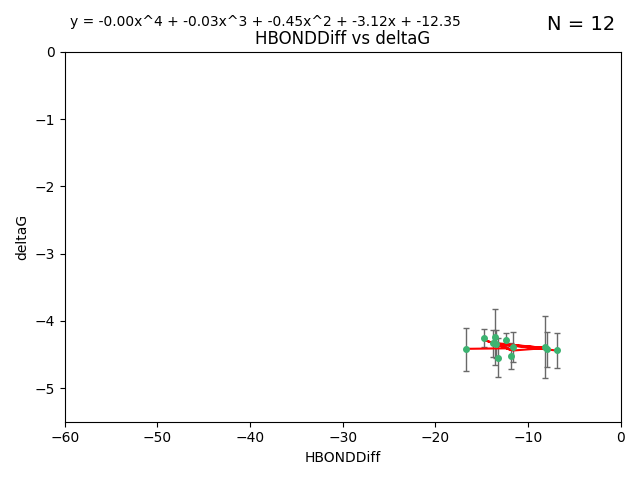 y = -0.00x^4 + -0.03x^3 + -0.45x^2 + -3.12x + -12.35
N = 12
HBONDDiff vs deltaG
0
−1
−2
−3
−4
−5
deltaG
−60
−50
−40
−30
−20
−10
0
HBONDDiff